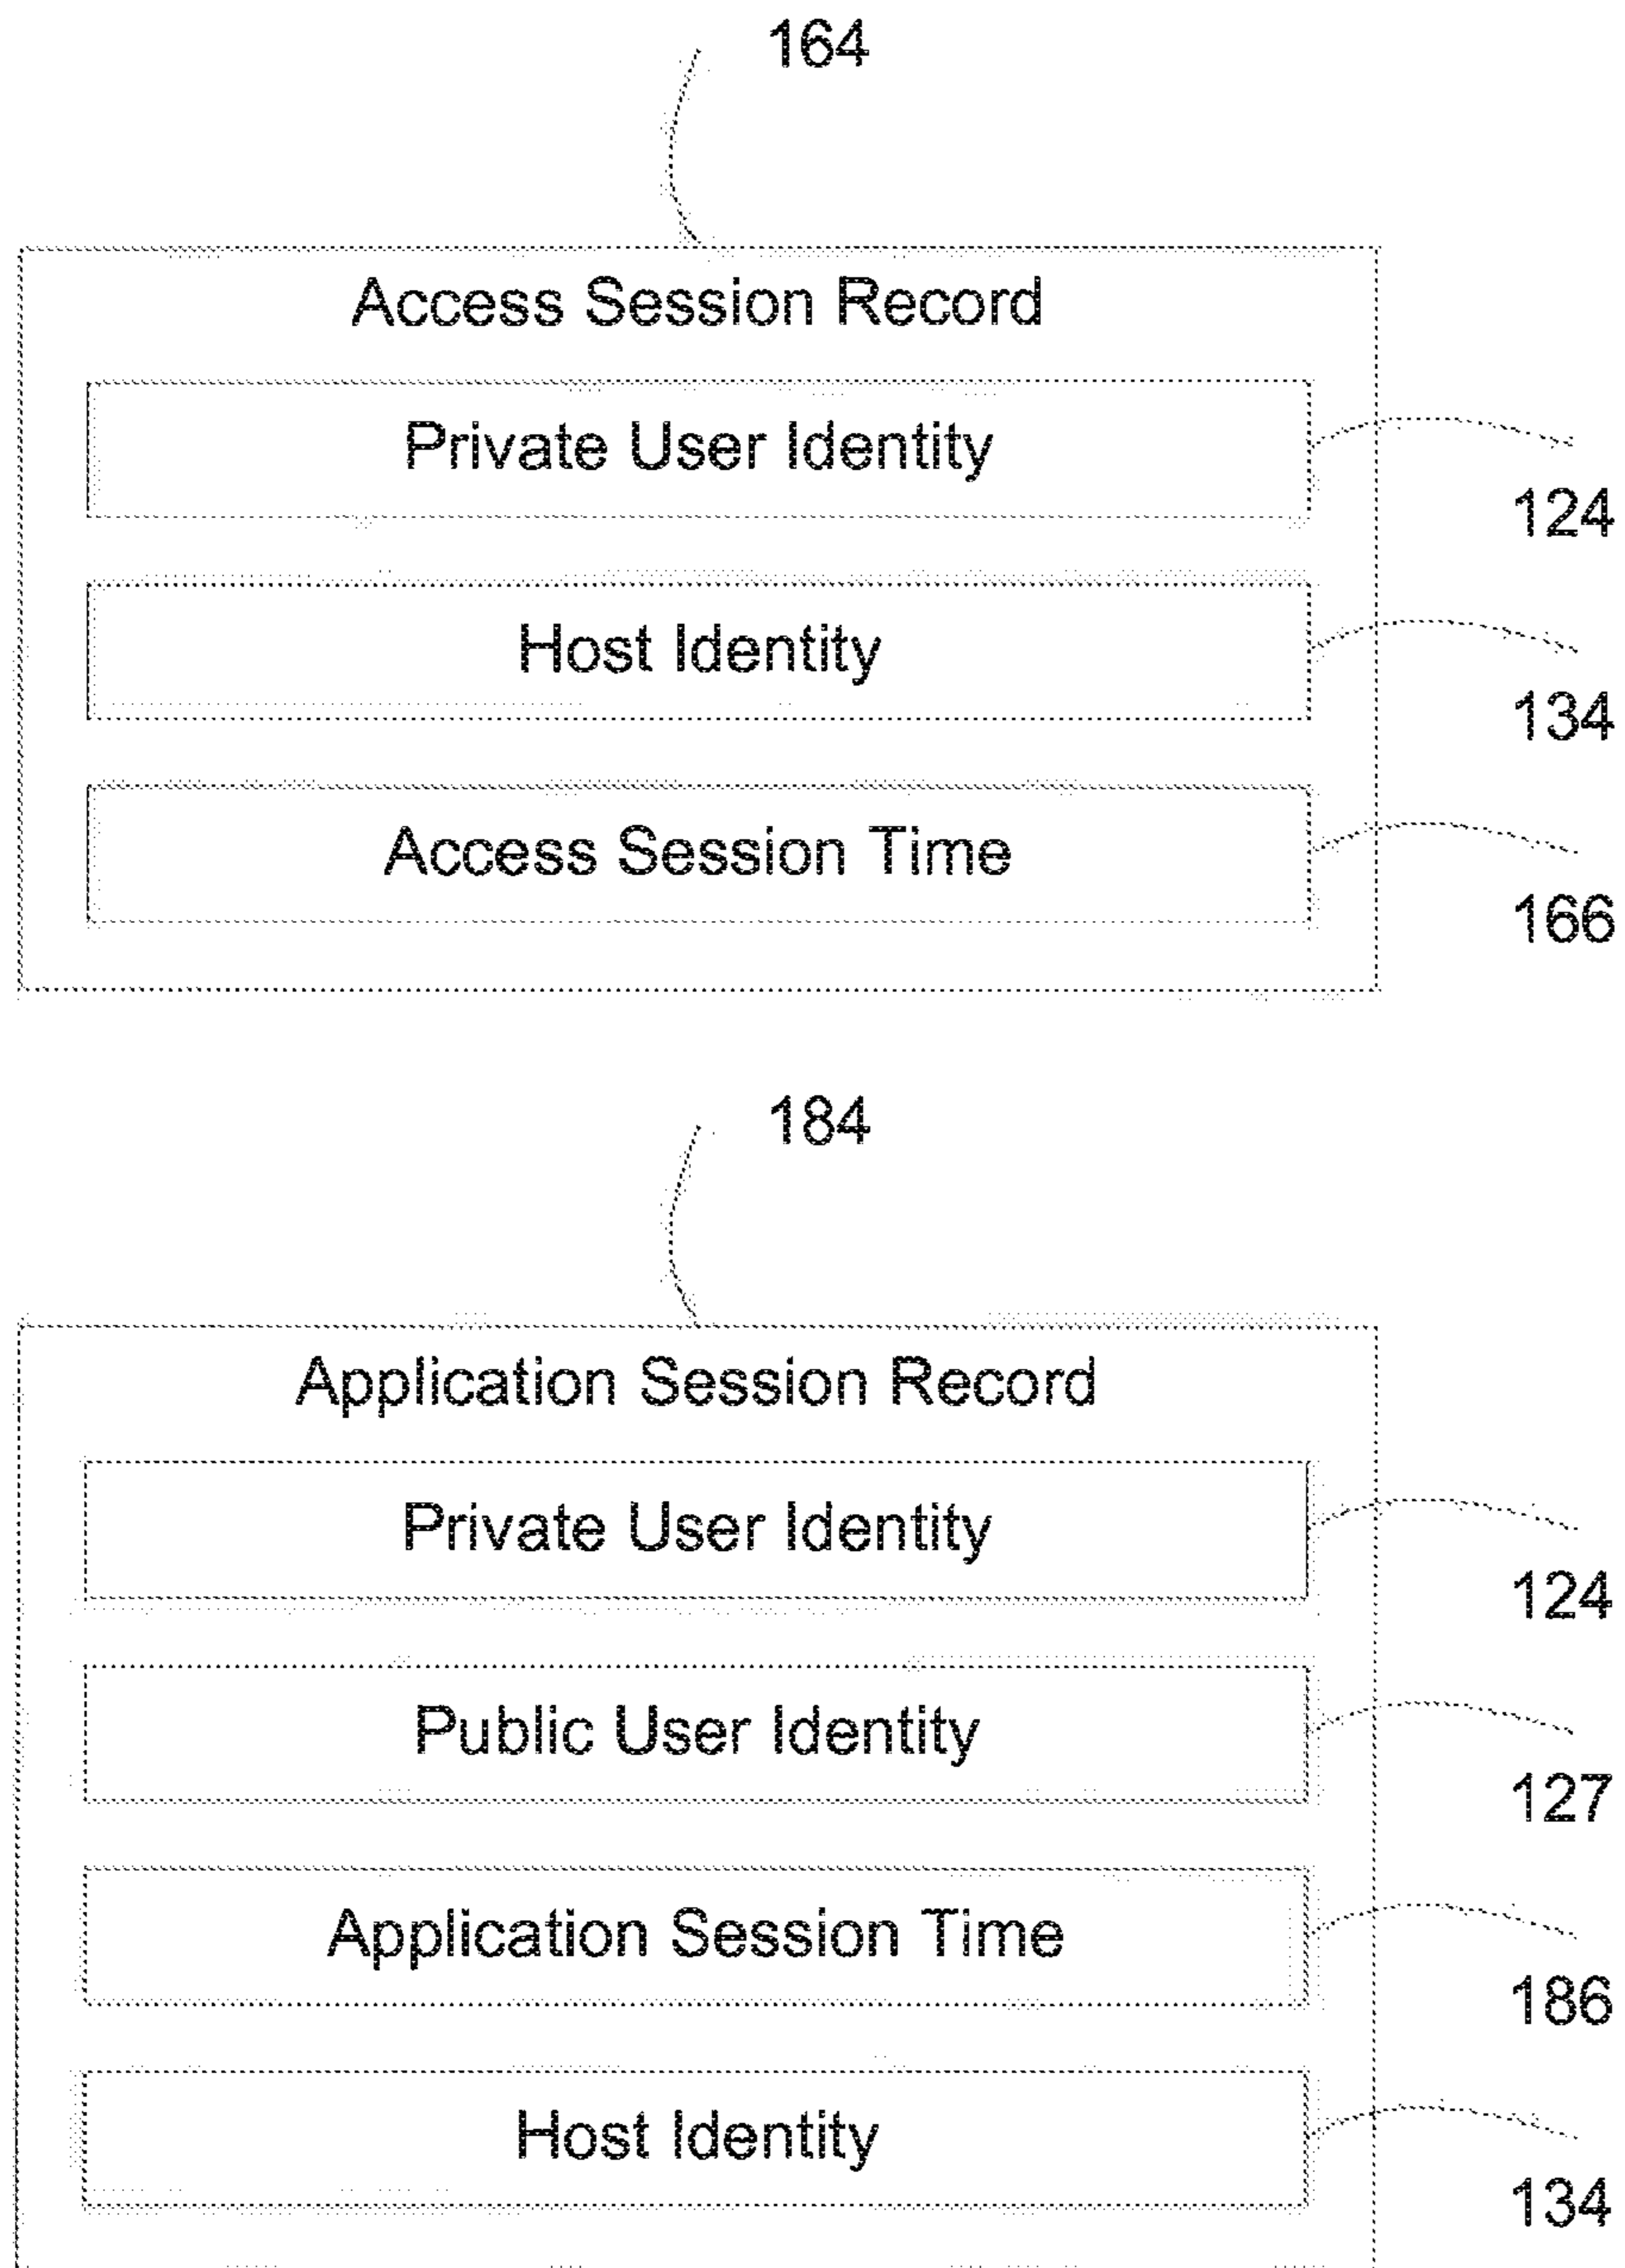 164
Access Session Record
Private User Identity
124
Host Identity
134
Access Session Time
166
184
Application Session Record
Private User Identity
124
Public User Identity
127
Application Session Time
186
Host Identity
134